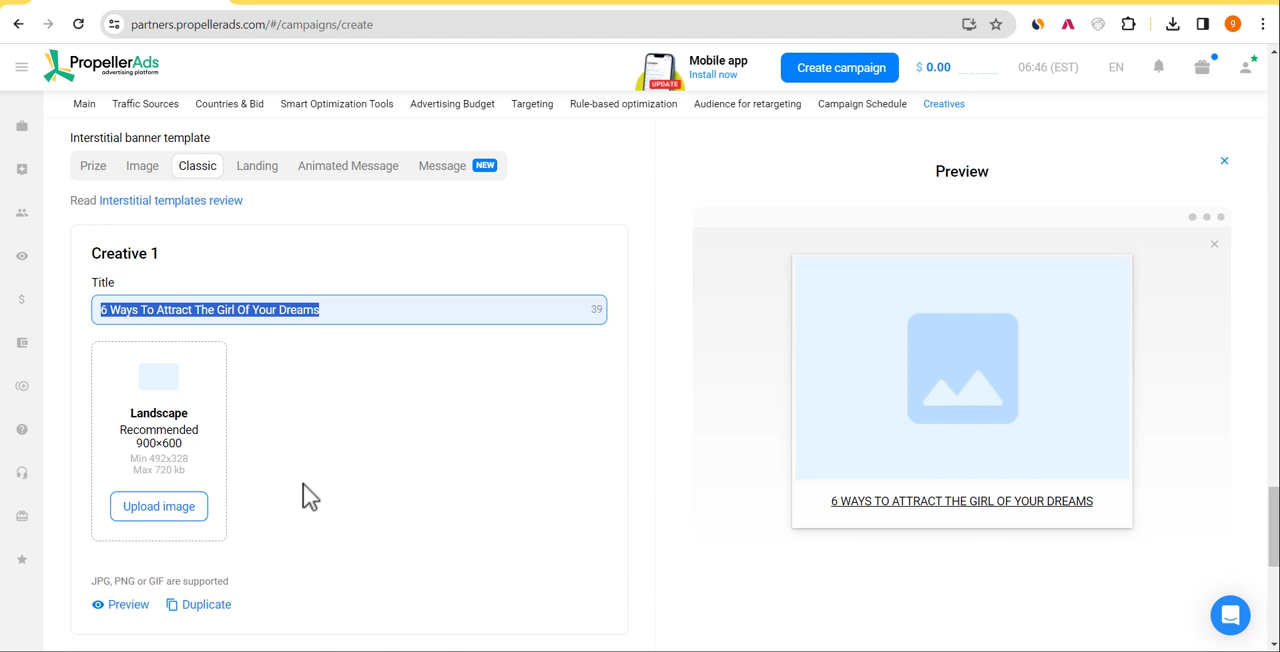 partners.propellerads.com/#/campaigns/create
g
PropellerAds
advertising platform
UPDATE
Mobile app
Install now
Create campaign
$ 0.00
06:46 (EST)
EN
Main Traffic Sources Countries & Bid Smart Optimization Tools Advertising Budget Targeting Rule-based optimization Audience for retargeting Campaign Schedule Creatives
Interstitial banner template
Prize Image Classic Landing Animated Message Message NEW
Read Interstitial templates review
Creative 1
Title
6 Ways To Attract The Girl Of Your Dreams 39
Landscape
Recommended
900×600
Min 492x328
Max 720 kb
Upload image
JPG, PNG or GIF are supported
Preview Duplicate
Preview
6 WAYS TO ATTRACT THE GIRL OF YOUR DREAMS